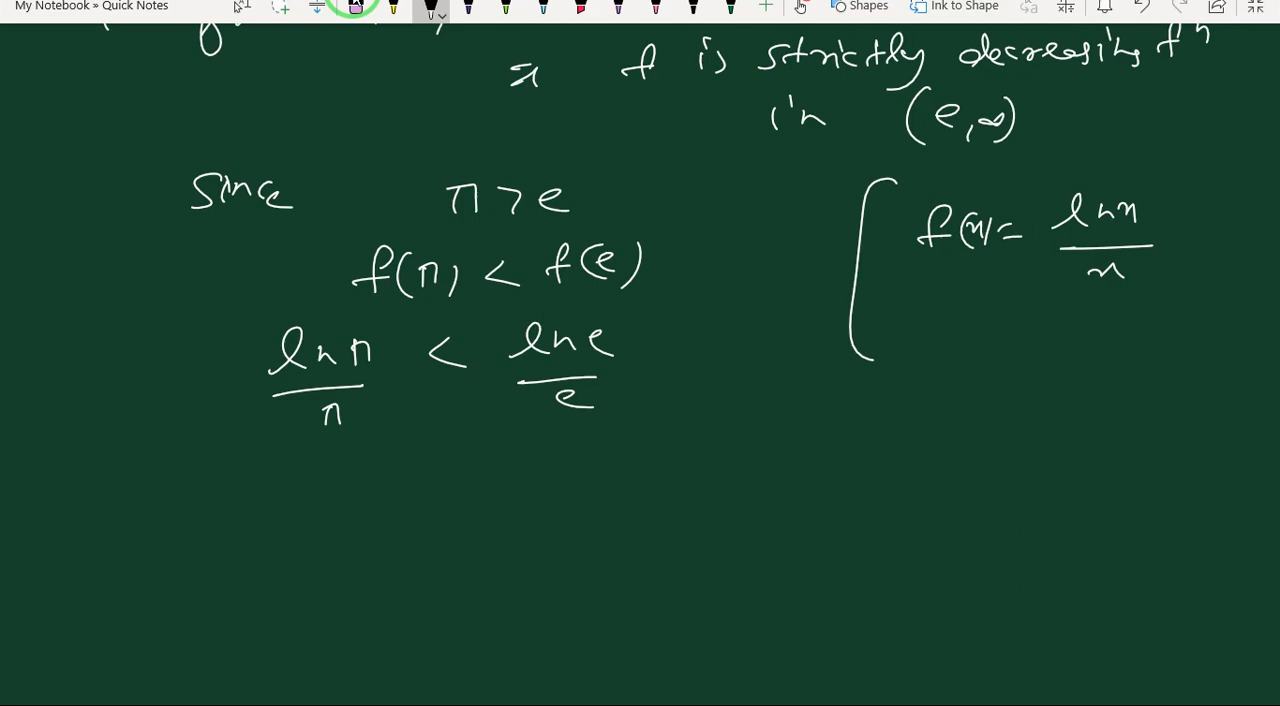 My Notebook » Quick Notes
Shapes
Ink to Shape
f is strictly decreasing fn
in (e, ∞)
Since π > e
f(π) < f(e)
f(x) = ln x / x
ln π / π < ln e / e